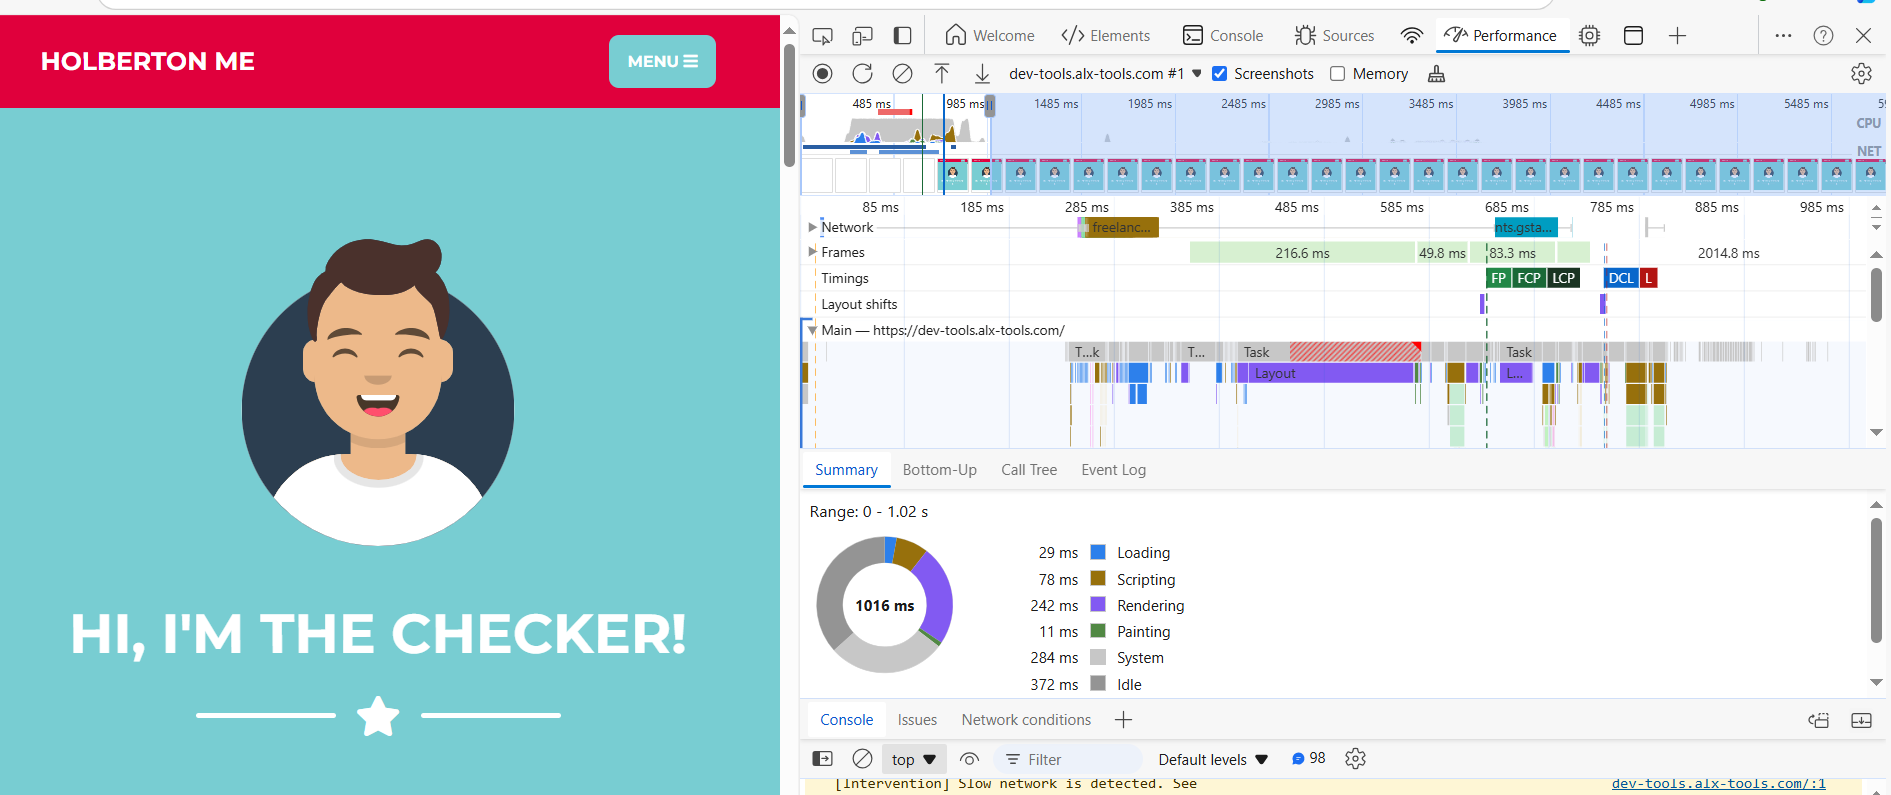 HOLBERTON ME
MENU
HI, I'M THE CHECKER!
Welcome
Elements
Console
Sources
Performance
dev-tools.alx-tools.com #1
Screenshots
Memory
485 ms 985 ms 1485 ms 1985 ms 2485 ms 2985 ms 3485 ms 3985 ms 4485 ms 4985 ms 5485 ms
CPU
NET
85 ms 185 ms 285 ms 385 ms 485 ms 585 ms 685 ms 785 ms 885 ms 985 ms
Network freelanc... nts.gsta...
Frames 216.6 ms 49.8 ms 83.3 ms 2014.8 ms
Timings FP FCP LCP DCL L
Layout shifts
Main — https://dev-tools.alx-tools.com/
T...k T... Task Task
Layout L...
Summary Bottom-Up Call Tree Event Log
Range: 0 - 1.02 s
1016 ms
29 ms Loading
78 ms Scripting
242 ms Rendering
11 ms Painting
284 ms System
372 ms Idle
Console Issues Network conditions
top Filter Default levels 98
[Intervention] Slow network is detected. See dev-tools.alx-tools.com/:1